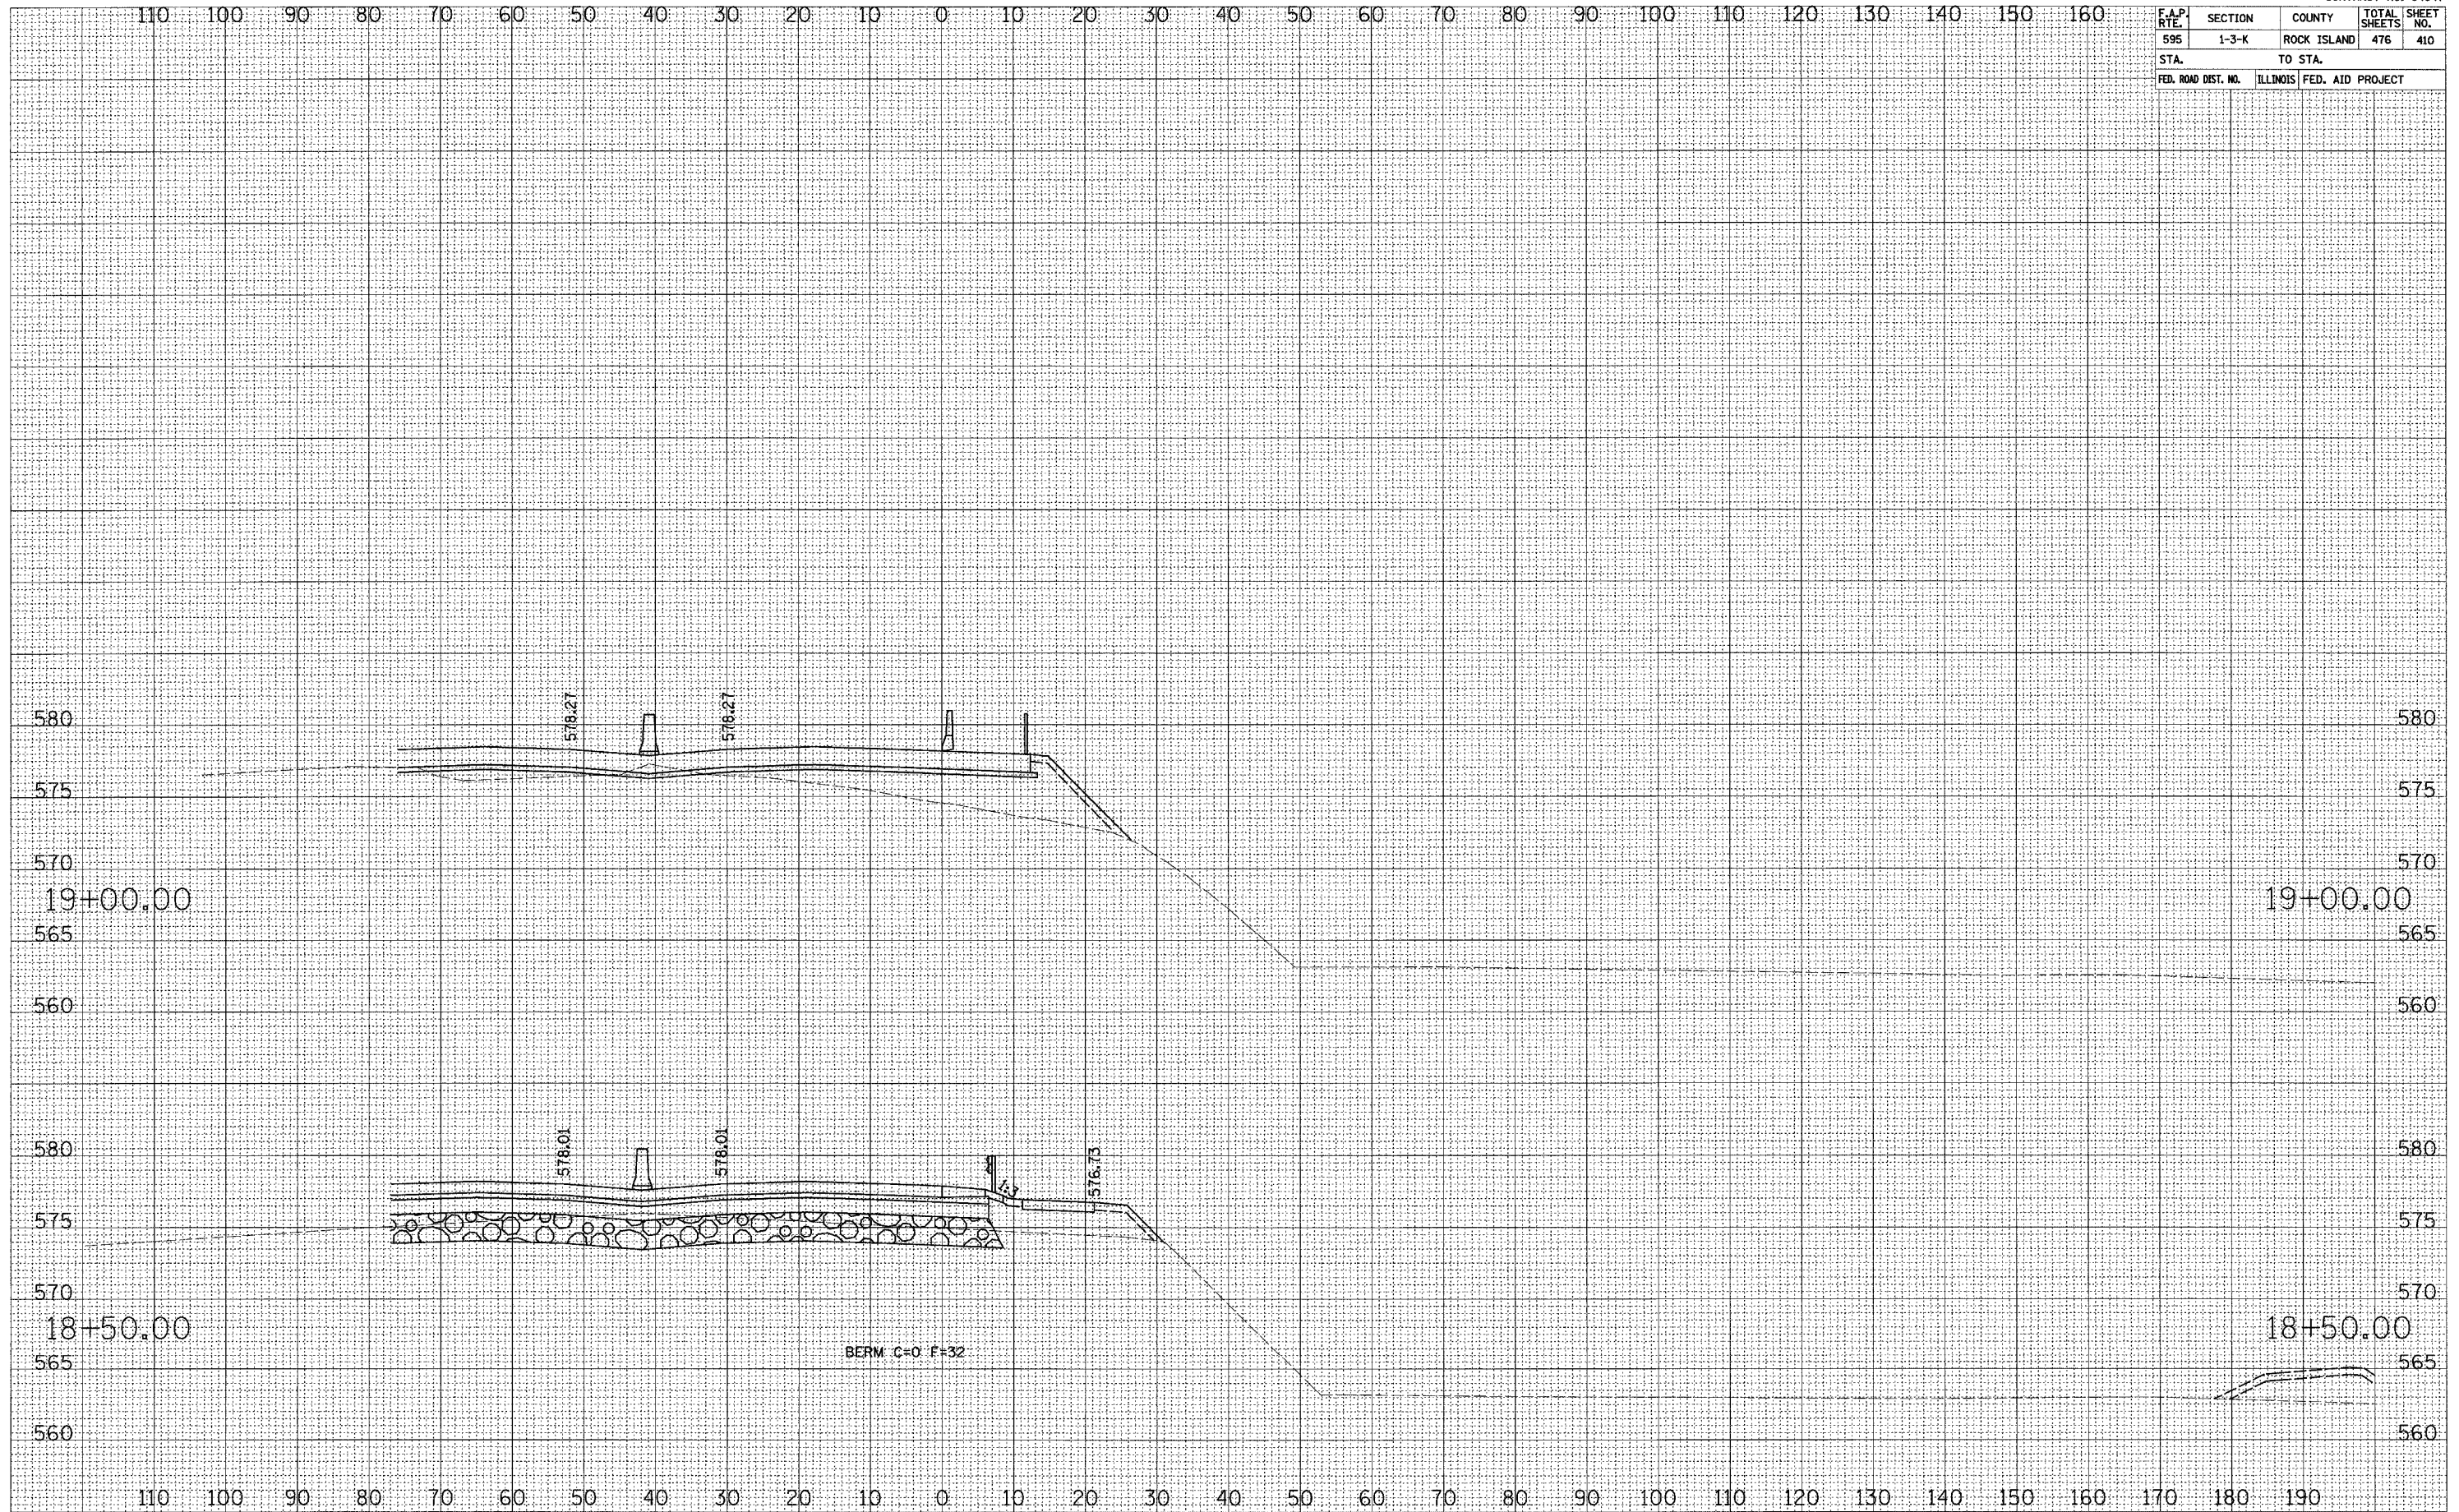 110 100 90 80 70 60 50 40 30 20 10 0 10 20 30 40 50 60 70 80 90 100 110 120 130 140 150 160
F.A.P. RTE. SECTION COUNTY TOTAL SHEETS SHEET NO.
595 1-3-K ROCK ISLAND 476 410
STA. TO STA.
FED. ROAD DIST. NO. ILLINOIS FED. AID PROJECT
578.27 578.27
580 580
575 575
570 570
19+00.00 19+00.00
565 565
560 560
578.01 578.01 576.73
580 580
1:3
575 575
570 570
18+50.00 18+50.00
BERM C=0 F=32
565 565
560 560
110 100 90 80 70 60 50 40 30 20 10 0 10 20 30 40 50 60 70 80 90 100 110 120 130 140 150 160 170 180 190